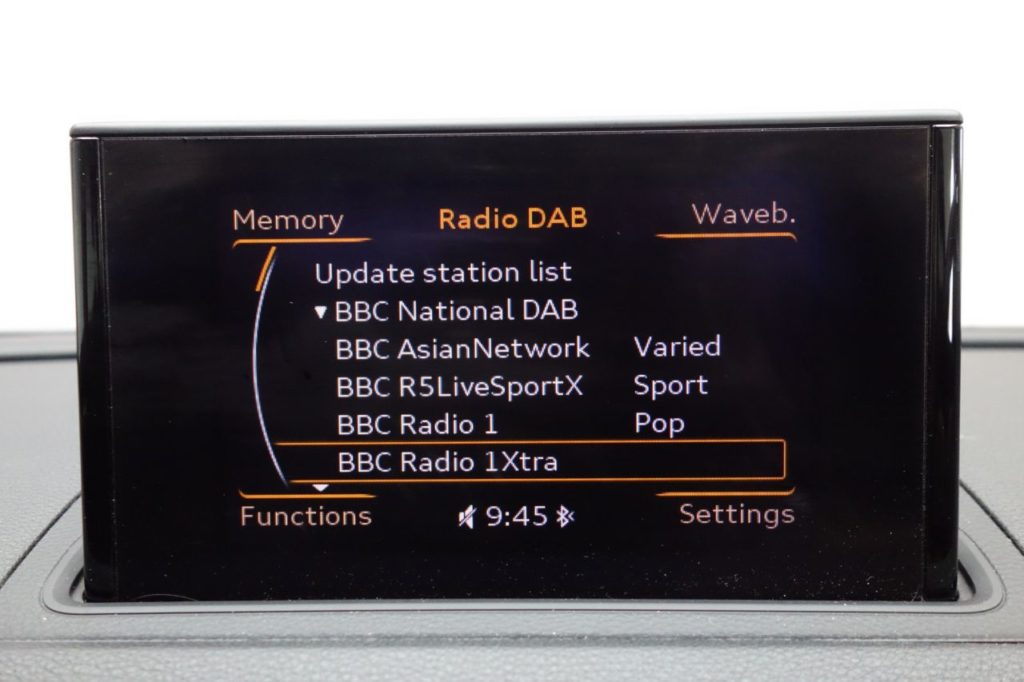 Memory Radio DAB Waveb.
Update station list
BBC National DAB
BBC AsianNetwork Varied
BBC R5LiveSportX Sport
BBC Radio 1 Pop
BBC Radio 1Xtra
Functions 9:45 Settings